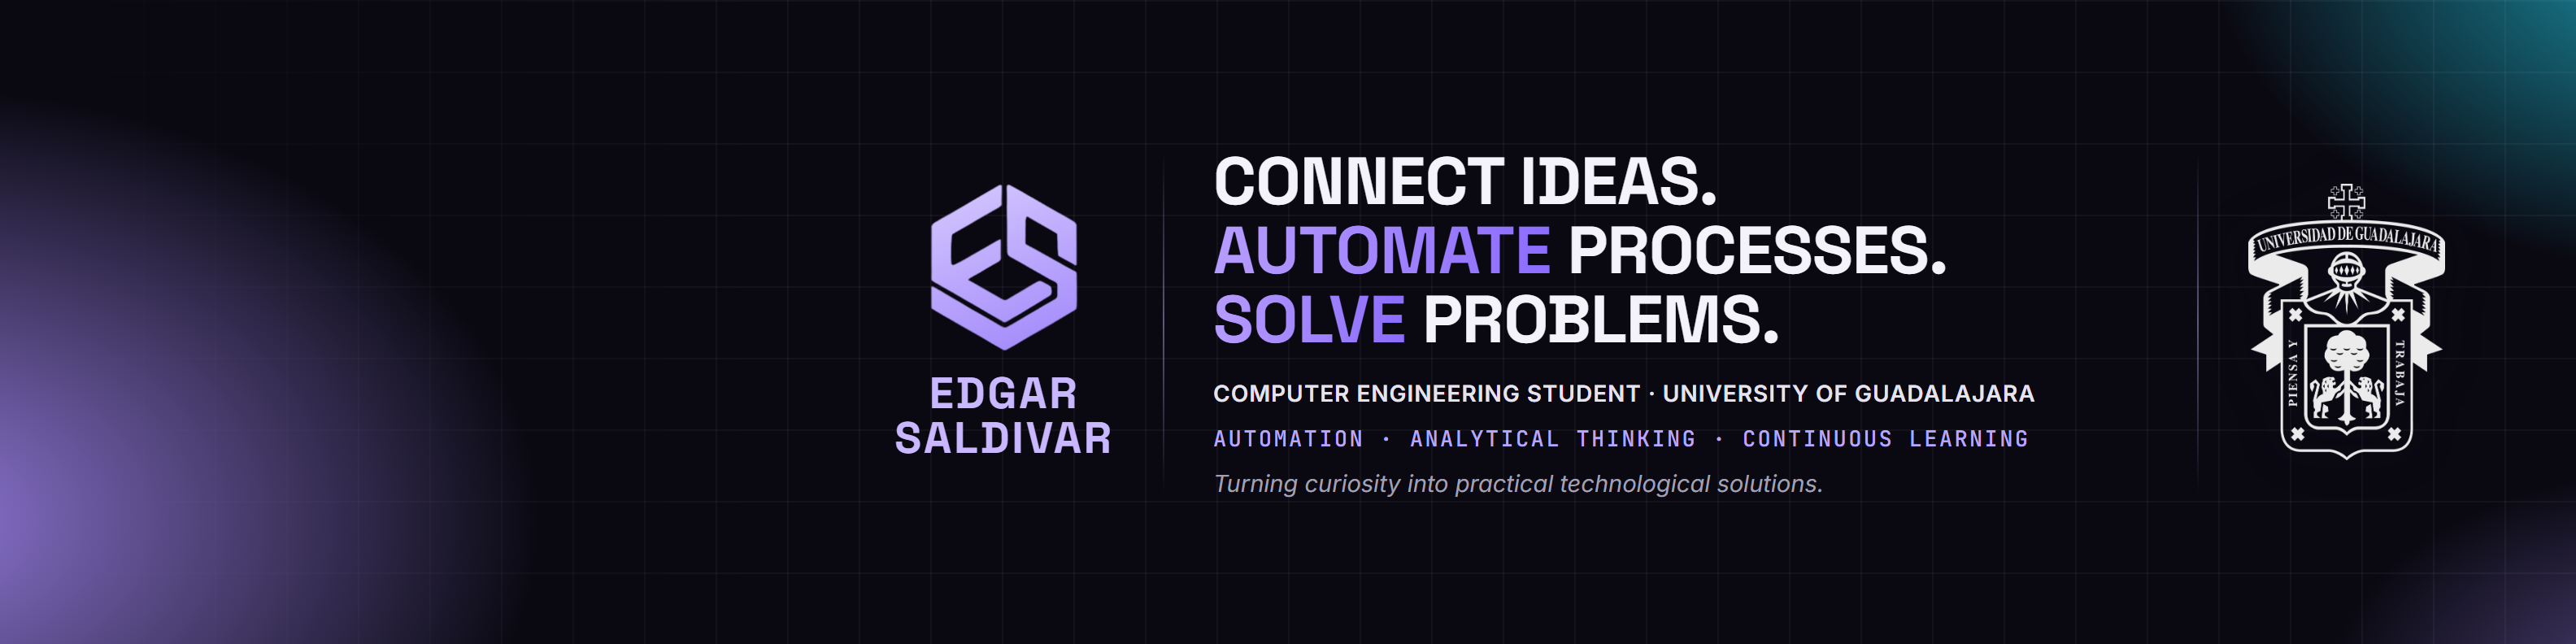 EDGAR
SALDIVAR
CONNECT IDEAS.
AUTOMATE PROCESSES.
SOLVE PROBLEMS.
COMPUTER ENGINEERING STUDENT · UNIVERSITY OF GUADALAJARA
AUTOMATION · ANALYTICAL THINKING · CONTINUOUS LEARNING
Turning curiosity into practical technological solutions.
UNIVERSIDAD DE GUADALAJARA
PIENSA Y
TRABAJA